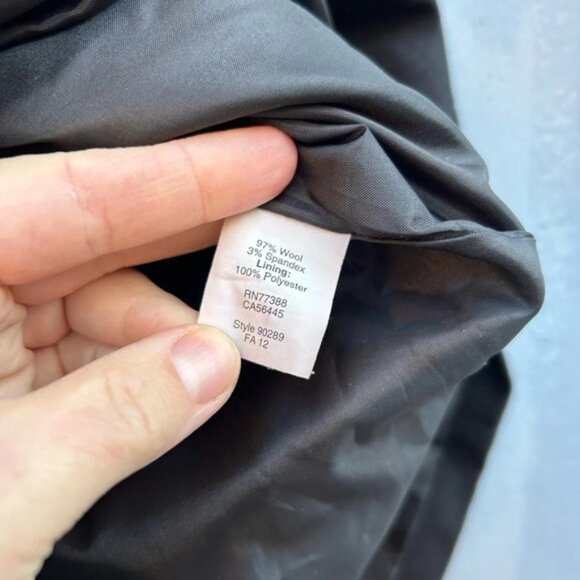 97% Wool
3% Spandex
Lining:
100% Polyester
RN77388
CA56445
Style 90289
FA 12